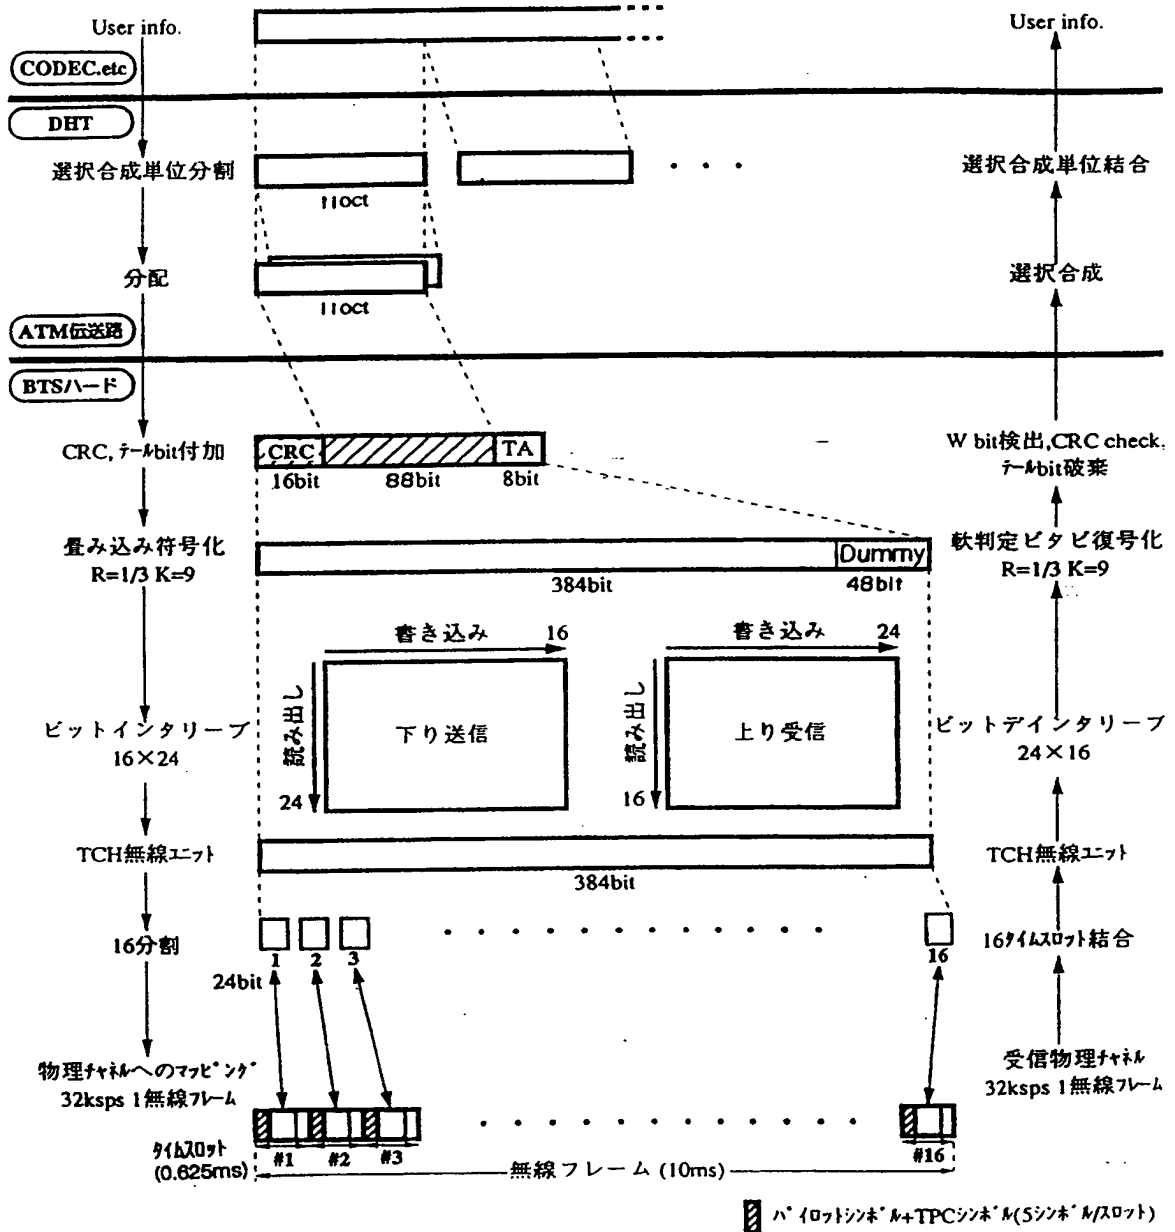 User info.
User info.
CODEC.etc
DHT
選択合成単位分割
選択合成単位結合
11oct
分配
選択合成
11oct
ATM伝送路
BTSハード
CRC, テールbit付加
CRC
TA
16bit
88bit
8bit
W bit検出,CRC check,
テールbit破棄
畳み込み符号化
R=1/3 K=9
Dummy
384bit
48bit
軟判定ビタビ復号化
R=1/3 K=9
書き込み
16
読み出し
24
下り送信
書き込み
24
読み出し
16
上り受信
ビットインタリーブ
16×24
ビットデインタリーブ
24×16
TCH無線ユニット
384bit
TCH無線ユニット
16分割
1
2
3
16
24bit
16タイムスロット結合
物理チャネルへのマッピング
32ksps 1無線フレーム
受信物理チャネル
32ksps 1無線フレーム
タイムスロット
(0.625ms)
#1
#2
#3
#16
無線フレーム (10ms)
パイロットシンボル+TPCシンボル(5シンボル/スロット)